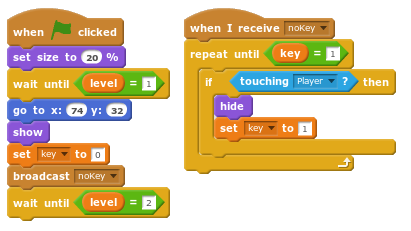 when clicked
set size to 20 %
wait until level = 1
go to x: 74 y: 32
show
set key to 0
broadcast noKey
wait until level = 2
when I receive noKey
repeat until key = 1
if touching Player ? then
hide
set key to 1